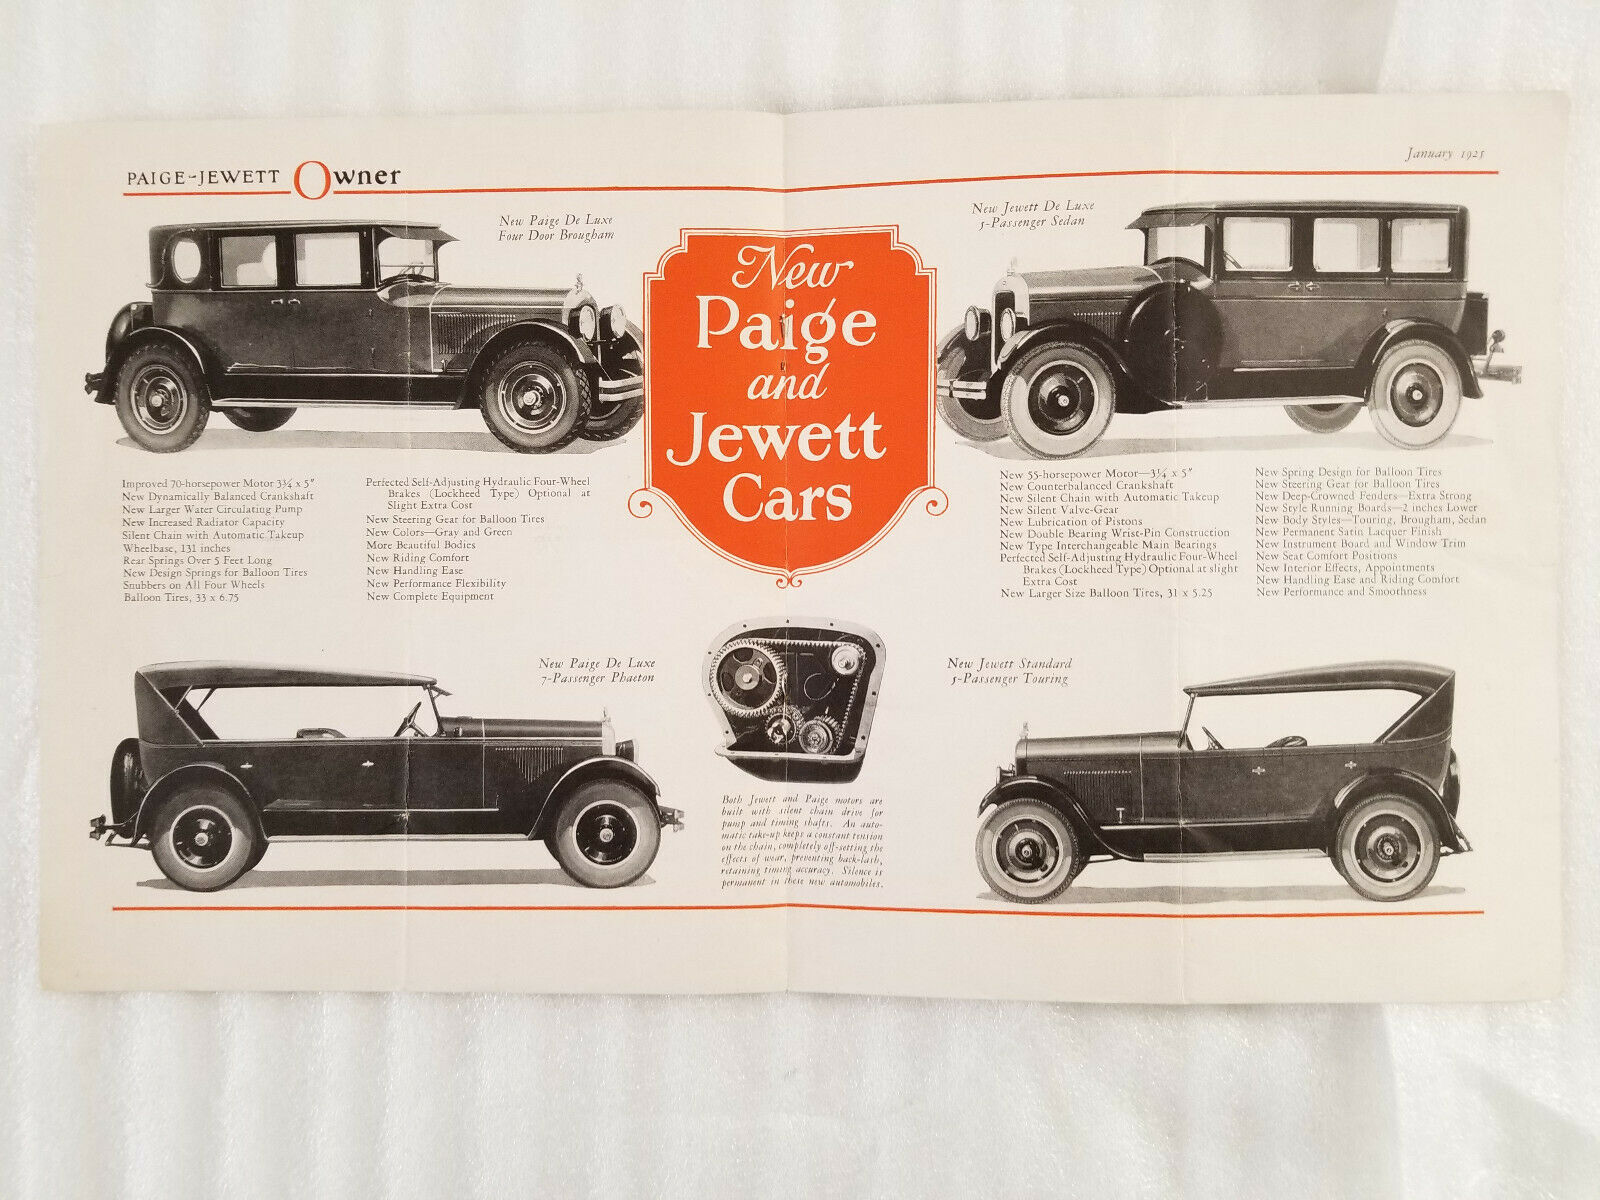 PAIGE-JEWETT Owner
January 1925
New Paige De Luxe
Four Door Brougham
New Jewett De Luxe
5-Passenger Sedan
New
Paige
and
Jewett
Cars
Improved 70-horsepower Motor 3¾ x 5"
New Dynamically Balanced Crankshaft
New Larger Water Circulating Pump
New Increased Radiator Capacity
Silent Chain with Automatic Takeup
Wheelbase, 131 inches
Rear Springs Over 5 Feet Long
New Design Springs for Balloon Tires
Snubbers on All Four Wheels
Balloon Tires, 33 x 6.75
Perfected Self-Adjusting Hydraulic Four-Wheel
Brakes (Lockheed Type) Optional at
Slight Extra Cost
New Steering Gear for Balloon Tires
New Colors—Gray and Green
More Beautiful Bodies
New Riding Comfort
New Handling Ease
New Performance Flexibility
New Complete Equipment
New 55-horsepower Motor—3¼ x 5"
New Counterbalanced Crankshaft
New Silent Chain with Automatic Takeup
New Silent Valve-Gear
New Lubrication of Pistons
New Double Bearing Wrist-Pin Construction
New Type Interchangeable Main Bearings
Perfected Self-Adjusting Hydraulic Four-Wheel
Brakes (Lockheed Type) Optional at slight
Extra Cost
New Larger Size Balloon Tires, 31 x 5.25
New Spring Design for Balloon Tires
New Steering Gear for Balloon Tires
New Deep-Crowned Fenders—Extra Strong
New Style Running Boards—2 inches Lower
New Body Styles—Touring, Brougham, Sedan
New Permanent Satin Lacquer Finish
New Instrument Board and Window Trim
New Seat Comfort Positions
New Interior Effects, Appointments
New Handling Ease and Riding Comfort
New Performance and Smoothness
New Paige De Luxe
7-Passenger Phaeton
New Jewett Standard
5-Passenger Touring
Both Jewett and Paige motors are
built with silent chain drive for
pump and timing shafts. An auto-
matic take-up keeps a constant tension
on the chain, completely off-setting the
effects of wear, preventing back-lash,
retaining timing accuracy. Silence is
permanent in these new automobiles.